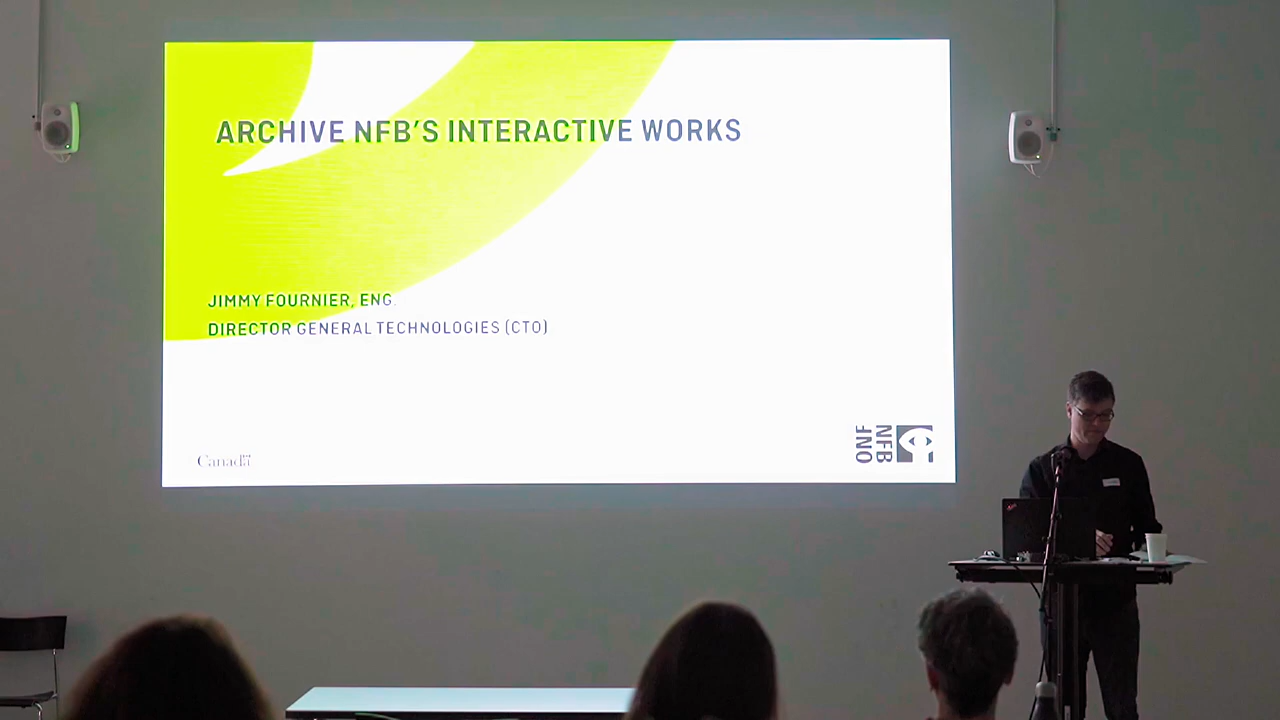 ARCHIVE NFB'S INTERACTIVE WORKS
JIMMY FOURNIER, ENG.
DIRECTOR GENERAL TECHNOLOGIES (CTO)
Canada
ONF
NFB